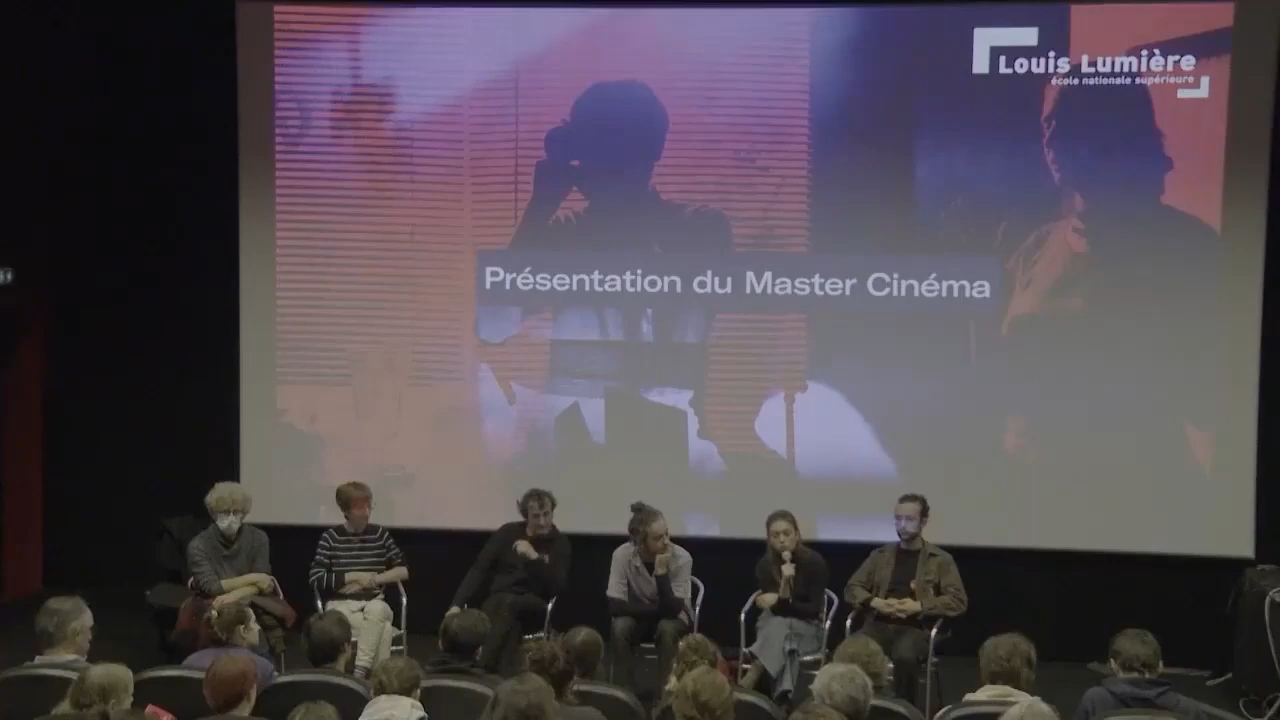 Louis Lumière
école nationale supérieure
Présentation du Master Cinéma